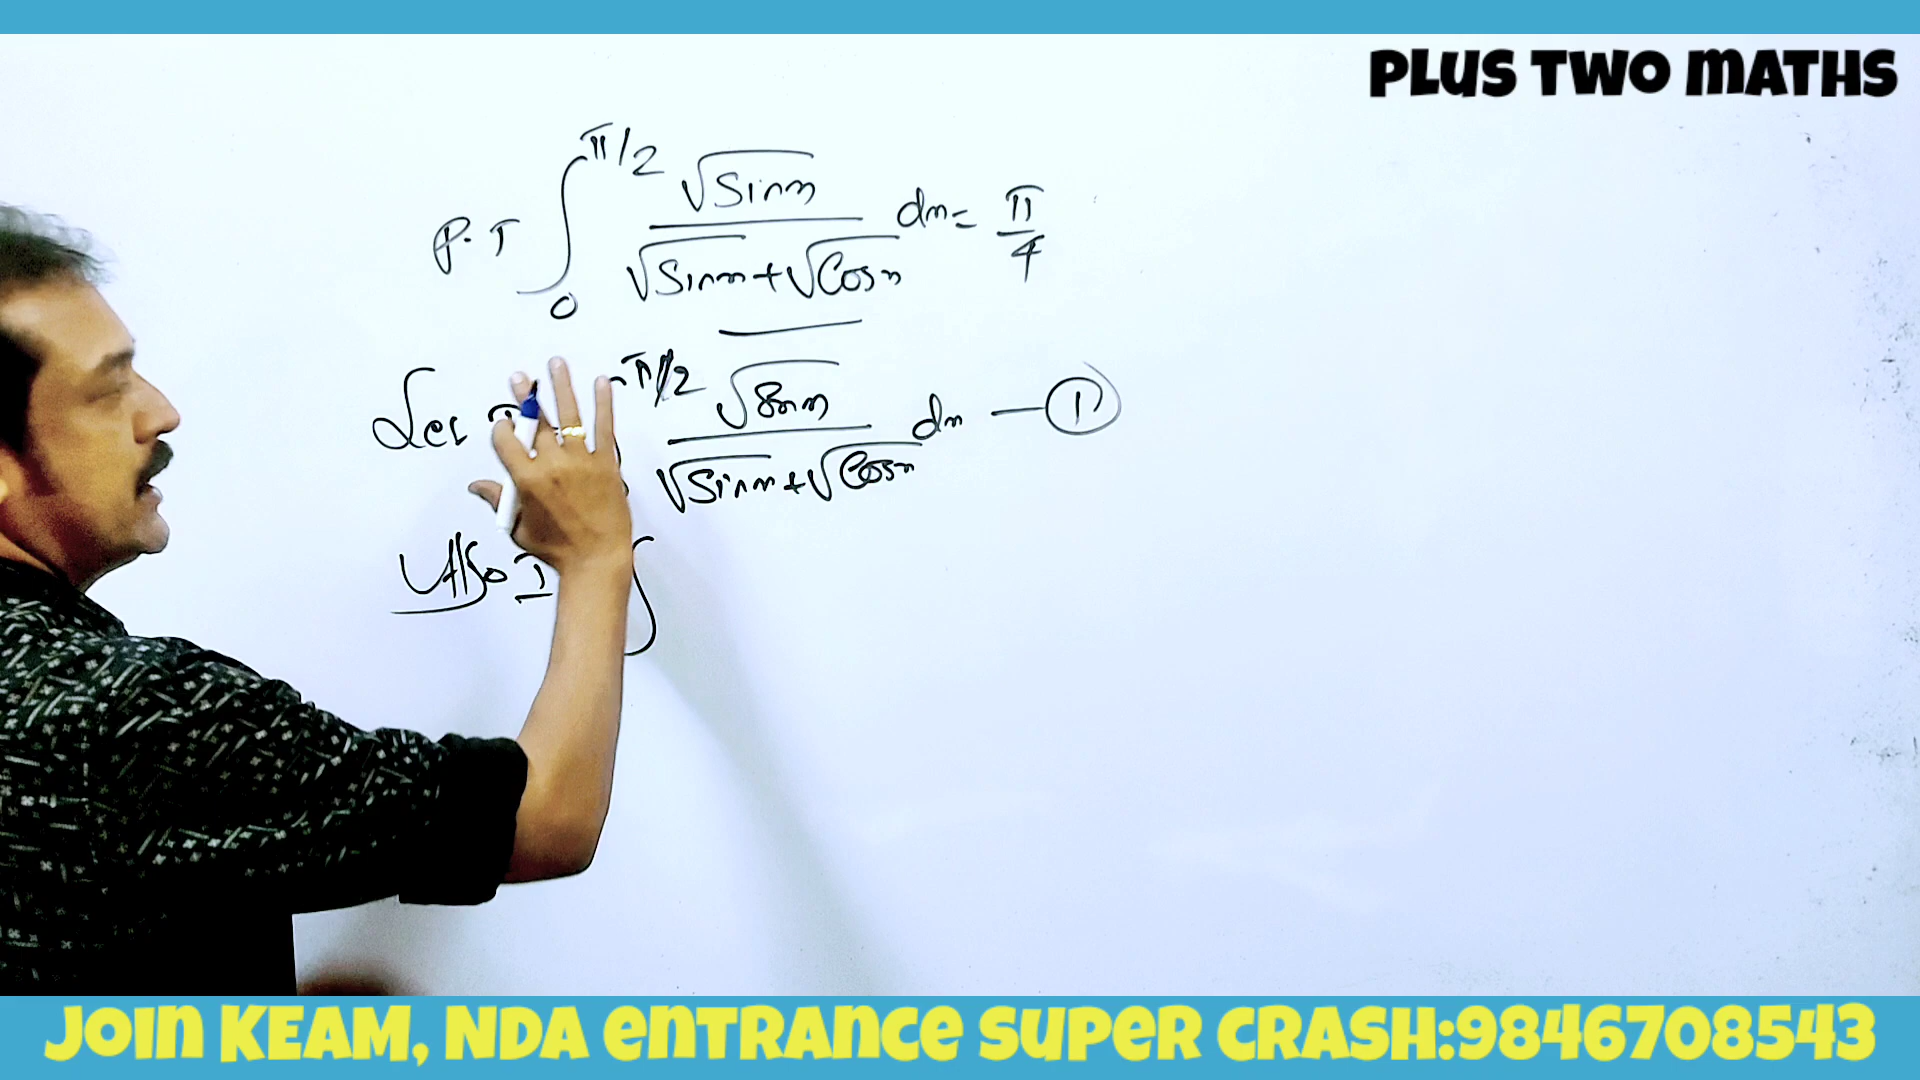 PLUS TWO MATHS
P.T ∫₀^π/2 √Sinx / (√Sinx + √Cosx) dx = π/4
Let I ∫^π/2 √Sinx / (√Sinx + √Cosx) dx — ①
Also I ∫
JOIN KEAM, NDA ENTRANCE SUPER CRASH:9846708543